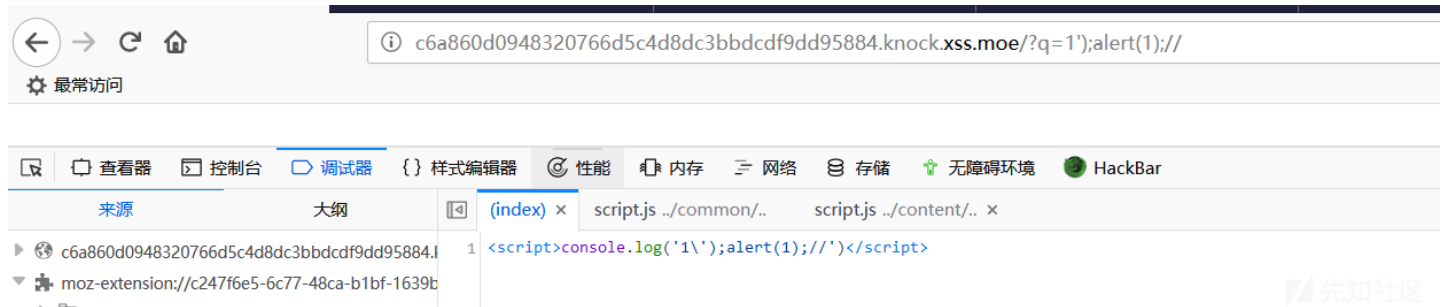 c6a860d0948320766d5c4d8dc3bbdcdf9dd95884.knock.xss.moe/?q=1');alert(1);//
最常访问
查看器 控制台 调试器 {} 样式编辑器 性能 内存 网络 存储 无障碍环境 HackBar
来源 大纲 (index) × script.js ../common/.. script.js ../content/.. ×
c6a860d0948320766d5c4d8dc3bbdcdf9dd95884.k
1 <script>console.log('1\');alert(1);//')</script>
moz-extension://c247f6e5-6c77-48ca-b1bf-1639b
先知社区